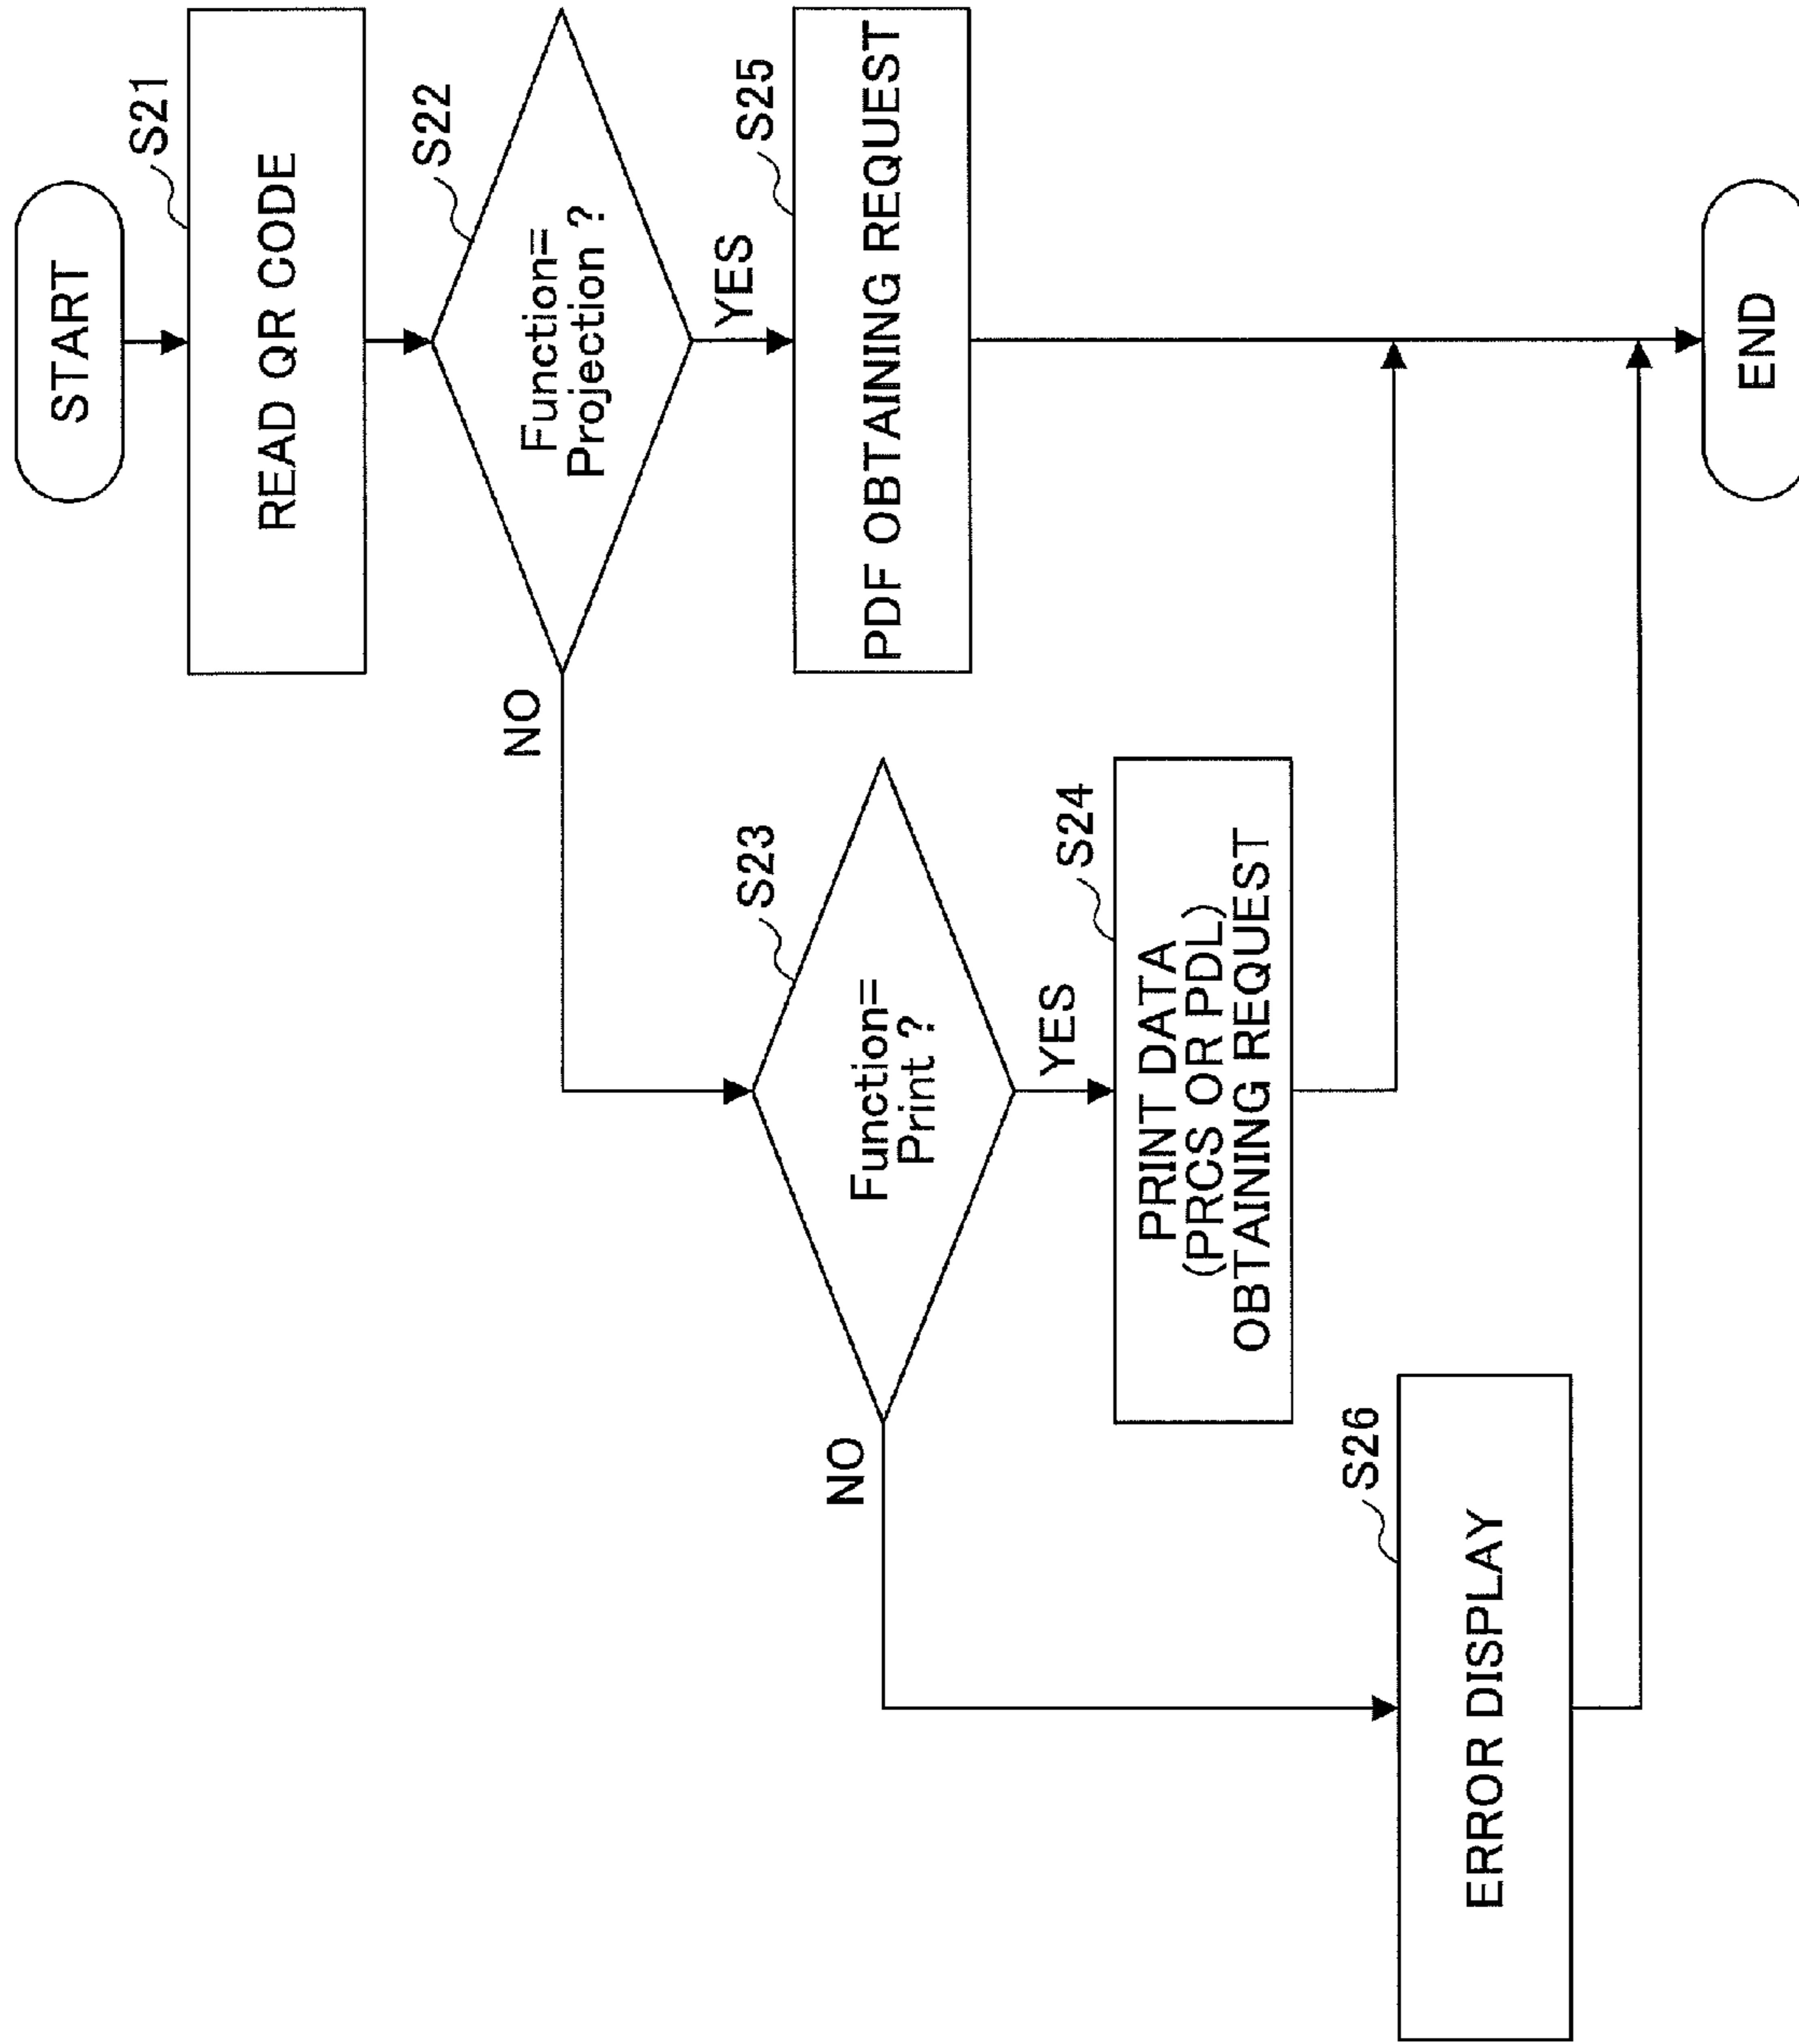 START
S21
READ QR CODE
S22
Function=
Projection ?
YES
NO
S25
PDF OBTAINING REQUEST
S23
Function=
Print ?
YES
NO
S24
PRINT DATA
(PRCS OR PDL)
OBTAINING REQUEST
S26
ERROR DISPLAY
END